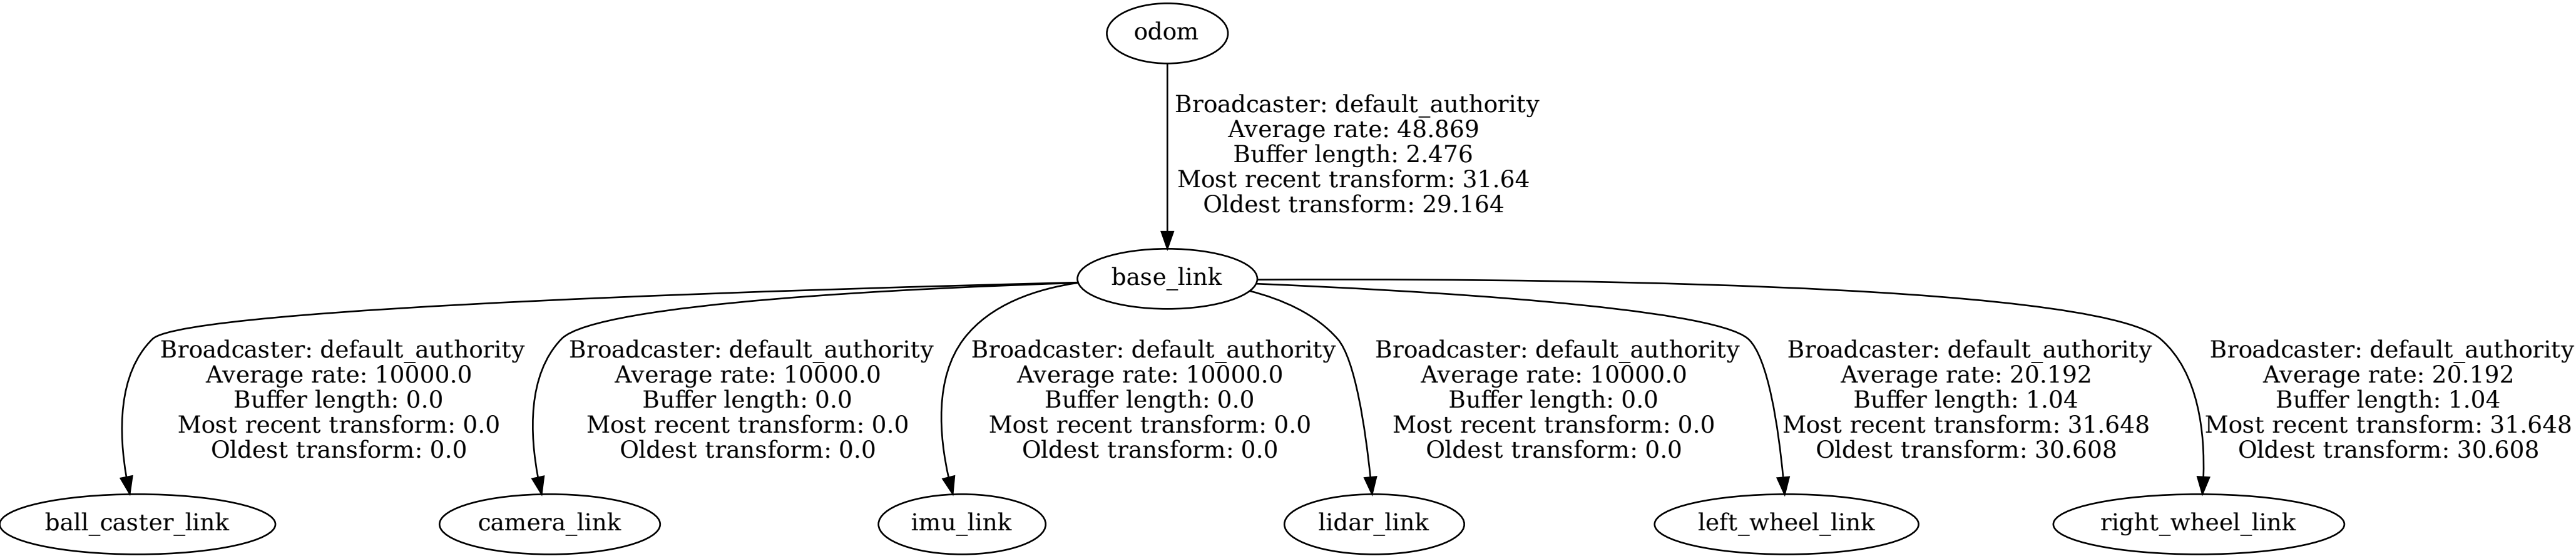 odom
Broadcaster: default_authority
Average rate: 48.869
Buffer length: 2.476
Most recent transform: 31.64
Oldest transform: 29.164
base_link
Broadcaster: default_authority
Average rate: 10000.0
Buffer length: 0.0
Most recent transform: 0.0
Oldest transform: 0.0
Broadcaster: default_authority
Average rate: 10000.0
Buffer length: 0.0
Most recent transform: 0.0
Oldest transform: 0.0
Broadcaster: default_authority
Average rate: 10000.0
Buffer length: 0.0
Most recent transform: 0.0
Oldest transform: 0.0
Broadcaster: default_authority
Average rate: 10000.0
Buffer length: 0.0
Most recent transform: 0.0
Oldest transform: 0.0
Broadcaster: default_authority
Average rate: 20.192
Buffer length: 1.04
Most recent transform: 31.648
Oldest transform: 30.608
Broadcaster: default_authority
Average rate: 20.192
Buffer length: 1.04
Most recent transform: 31.648
Oldest transform: 30.608
ball_caster_link
camera_link
imu_link
lidar_link
left_wheel_link
right_wheel_link